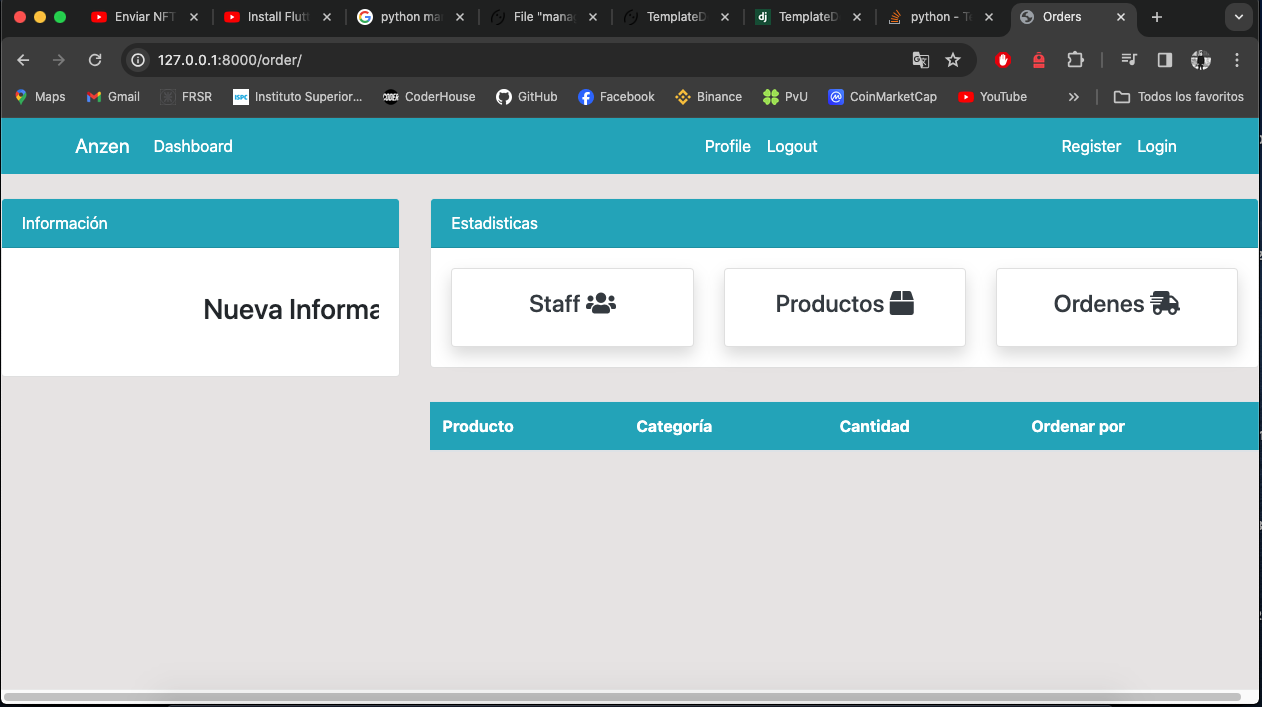 Enviar NFT
Install Flutt
python ma
File "mana
TemplateD
TemplateD
python - Te
Orders
127.0.0.1:8000/order/
Maps
Gmail
FRSR
ISPC
Instituto Superior...
CoderHouse
GitHub
Facebook
Binance
PvU
CoinMarketCap
YouTube
Todos los favoritos
Anzen
Dashboard
Profile
Logout
Register
Login
Información
Nueva Informa
Estadisticas
Staff
Productos
Ordenes
Producto
Categoría
Cantidad
Ordenar por